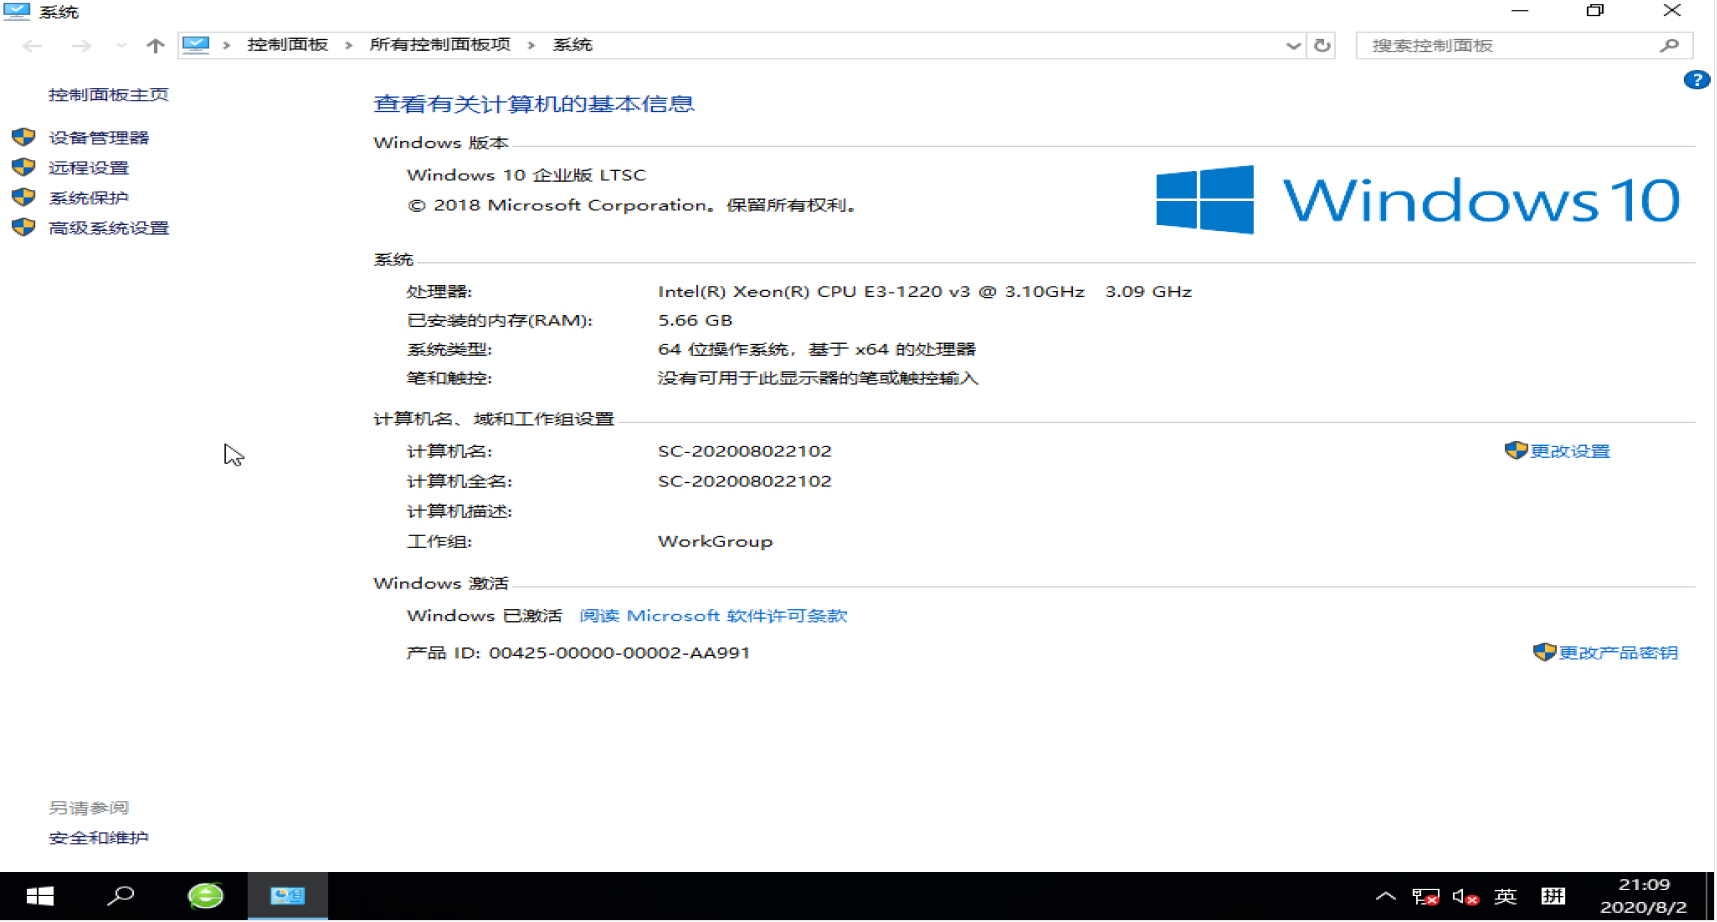 系统
控制面板 > 所有控制面板项 > 系统
搜索控制面板
?
控制面板主页
设备管理器
远程设置
系统保护
高级系统设置
查看有关计算机的基本信息
Windows 版本
Windows 10 企业版 LTSC
© 2018 Microsoft Corporation。保留所有权利。
Windows 10
系统
处理器: Intel(R) Xeon(R) CPU E3-1220 v3 @ 3.10GHz 3.09 GHz
已安装的内存(RAM): 5.66 GB
系统类型: 64 位操作系统, 基于 x64 的处理器
笔和触控: 没有可用于此显示器的笔或触控输入
计算机名、域和工作组设置
计算机名: SC-202008022102 更改设置
计算机全名: SC-202008022102
计算机描述:
工作组: WorkGroup
Windows 激活
Windows 已激活 阅读 Microsoft 软件许可条款
产品 ID: 00425-00000-00002-AA991 更改产品密钥
另请参阅
安全和维护
英 拼 21:09
2020/8/2